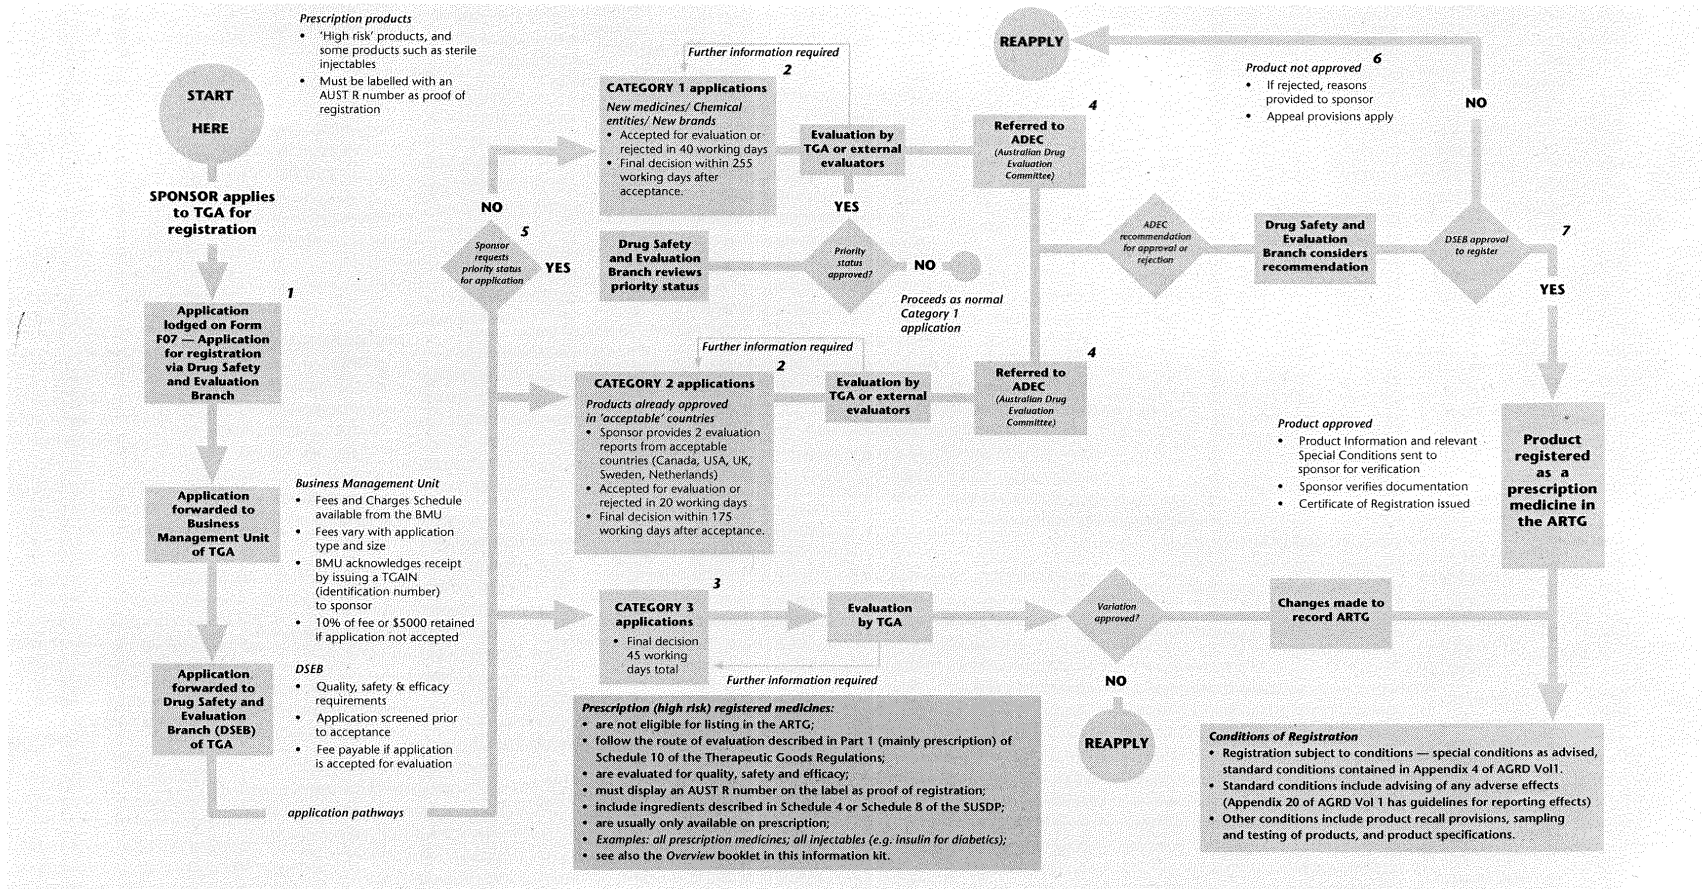 Prescription products
• 'High risk' products, and
some products such as sterile
injectables
• Must be labelled with an
AUST R number as proof of
registration
START
HERE
SPONSOR applies
to TGA for
registration
1
Application
lodged on Form
F07 — Application
for registration
via Drug Safety
and Evaluation
Branch
Application
forwarded to
Business
Management Unit
of TGA
Business Management Unit
• Fees and Charges Schedule
available from the BMU
• Fees vary with application
type and size
• BMU acknowledges receipt
by issuing a TGAIN
(identification number)
to sponsor
• 10% of fee or $5000 retained
if application not accepted
Application
forwarded to
Drug Safety and
Evaluation
Branch (DSEB)
of TGA
DSEB
• Quality, safety & efficacy
requirements
• Application screened prior
to acceptance
• Fee payable if application
is accepted for evaluation
application pathways
NO
5
Sponsor
requests
priority status
for application
YES
Further information required
2
CATEGORY 1 applications
New medicines/ Chemical
entities/ New brands
• Accepted for evaluation or
rejected in 40 working days
• Final decision within 255
working days after
acceptance.
Evaluation by
TGA or external
evaluators
4
Referred to
ADEC
(Australian Drug
Evaluation
Committee)
YES
Drug Safety
and Evaluation
Branch reviews
priority status
Priority
status
approved?
NO
Proceeds as normal
Category 1
application
Further information required
2
CATEGORY 2 applications
Products already approved
in 'acceptable' countries
• Sponsor provides 2 evaluation
reports from acceptable
countries (Canada, USA, UK,
Sweden, Netherlands)
• Accepted for evaluation or
rejected in 20 working days
• Final decision within 175
working days after acceptance.
Evaluation by
TGA or external
evaluators
4
Referred to
ADEC
(Australian Drug
Evaluation
Committee)
3
CATEGORY 3
applications
• Final decision
45 working
days total
Evaluation
by TGA
Further information required
Variation
approved?
NO
REAPPLY
Changes made to
record ARTG
REAPPLY
6
Product not approved
• If rejected, reasons
provided to sponsor
• Appeal provisions apply
NO
ADEC
recommendation
for approval or
rejection
Drug Safety and
Evaluation
Branch considers
recommendation
DSEB approval
to register
7
YES
Product approved
• Product Information and relevant
Special Conditions sent to
sponsor for verification
• Sponsor verifies documentation
• Certificate of Registration issued
Product
registered
as a
prescription
medicine in
the ARTG
Prescription (high risk) registered medicines:
• are not eligible for listing in the ARTG;
• follow the route of evaluation described in Part 1 (mainly prescription) of
Schedule 10 of the Therapeutic Goods Regulations;
• are evaluated for quality, safety and efficacy;
• must display an AUST R number on the label as proof of registration;
• include ingredients described in Schedule 4 or Schedule 8 of the SUSDP;
• are usually only available on prescription;
• Examples: all prescription medicines; all injectables (e.g. insulin for diabetics);
• see also the Overview booklet in this information kit.
Conditions of Registration
• Registration subject to conditions — special conditions as advised,
standard conditions contained in Appendix 4 of AGRD Vol1.
• Standard conditions include advising of any adverse effects
(Appendix 20 of AGRD Vol 1 has guidelines for reporting effects)
• Other conditions include product recall provisions, sampling
and testing of products, and product specifications.